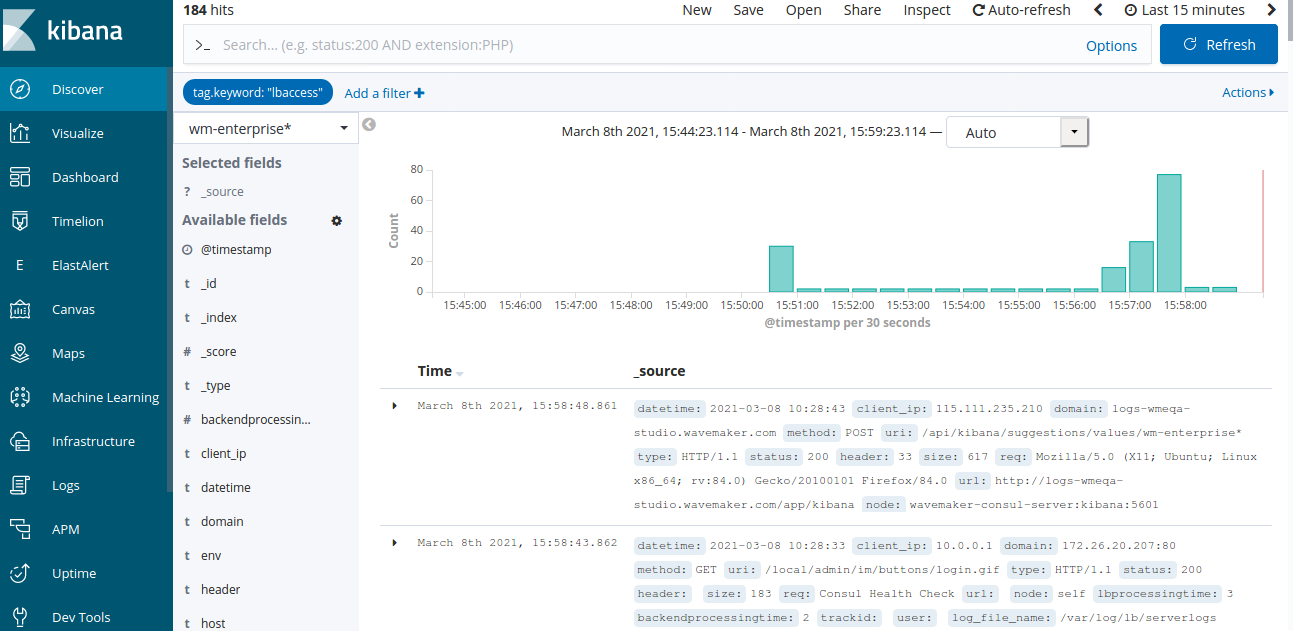 kibana
Discover
Visualize
Dashboard
Timelion
E ElastAlert
Canvas
Maps
Machine Learning
Infrastructure
Logs
APM
Uptime
Dev Tools
184 hits
New Save Open Share Inspect Auto-refresh Last 15 minutes
>_ Search... (e.g. status:200 AND extension:PHP) Options Refresh
tag.keyword: "lbaccess" Add a filter + Actions
wm-enterprise*
Selected fields
? _source
Available fields
@timestamp
t _id
t _index
# _score
t _type
# backendprocessin...
t client_ip
t datetime
t domain
t env
t header
t host
March 8th 2021, 15:44:23.114 - March 8th 2021, 15:59:23.114 — Auto
80
60
40
20
0
Count
15:45:00 15:46:00 15:47:00 15:48:00 15:49:00 15:50:00 15:51:00 15:52:00 15:53:00 15:54:00 15:55:00 15:56:00 15:57:00 15:58:00
@timestamp per 30 seconds
Time _source
March 8th 2021, 15:58:48.861 datetime: 2021-03-08 10:28:43 client_ip: 115.111.235.210 domain: logs-wmeqa-
studio.wavemaker.com method: POST uri: /api/kibana/suggestions/values/wm-enterprise*
type: HTTP/1.1 status: 200 header: 33 size: 617 req: Mozilla/5.0 (X11; Ubuntu; Linux
x86_64; rv:84.0) Gecko/20100101 Firefox/84.0 url: http://logs-wmeqa-
studio.wavemaker.com/app/kibana node: wavemaker-consul-server:kibana:5601
March 8th 2021, 15:58:43.862 datetime: 2021-03-08 10:28:33 client_ip: 10.0.0.1 domain: 172.26.20.207:80
method: GET uri: /local/admin/im/buttons/login.gif type: HTTP/1.1 status: 200
header: size: 183 req: Consul Health Check url: node: self lbprocessingtime: 3
backendprocessingtime: 2 trackid: user: log_file_name: /var/log/lb/serverlogs